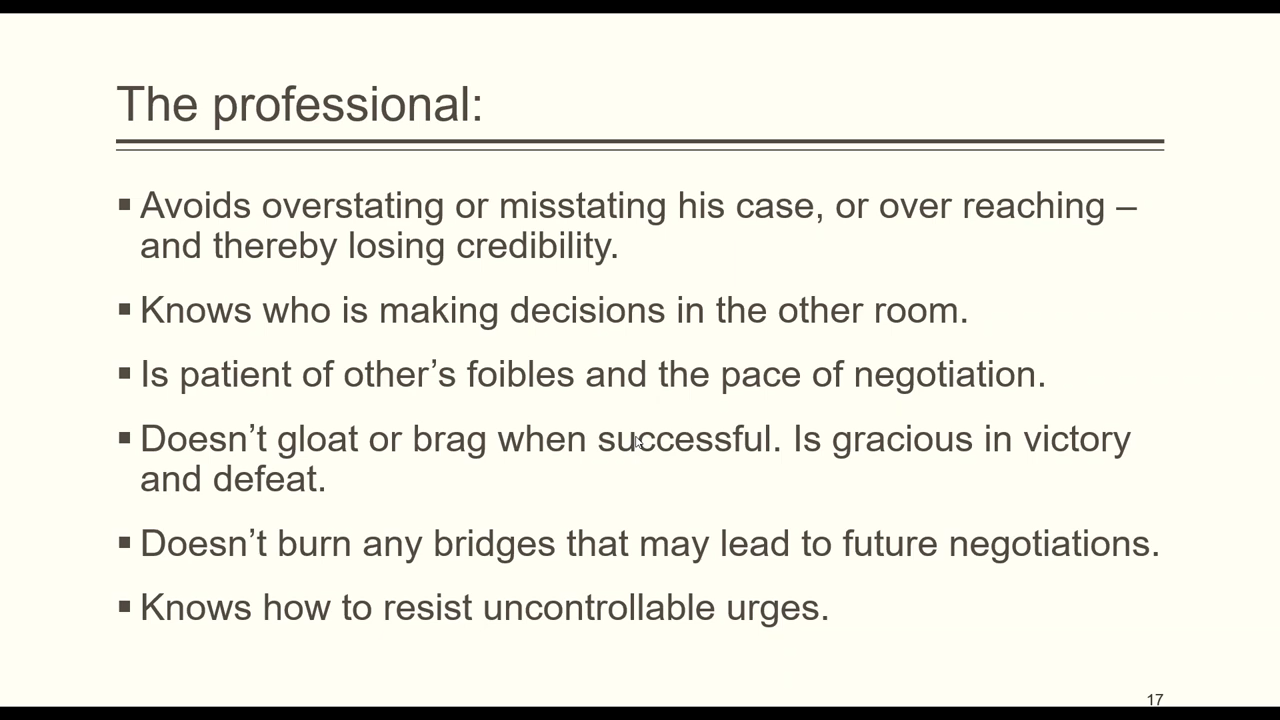 The professional:
▪ Avoids overstating or misstating his case, or over reaching –
and thereby losing credibility.
▪ Knows who is making decisions in the other room.
▪ Is patient of other’s foibles and the pace of negotiation.
▪ Doesn’t gloat or brag when successful. Is gracious in victory
and defeat.
▪ Doesn’t burn any bridges that may lead to future negotiations.
▪ Knows how to resist uncontrollable urges.
17